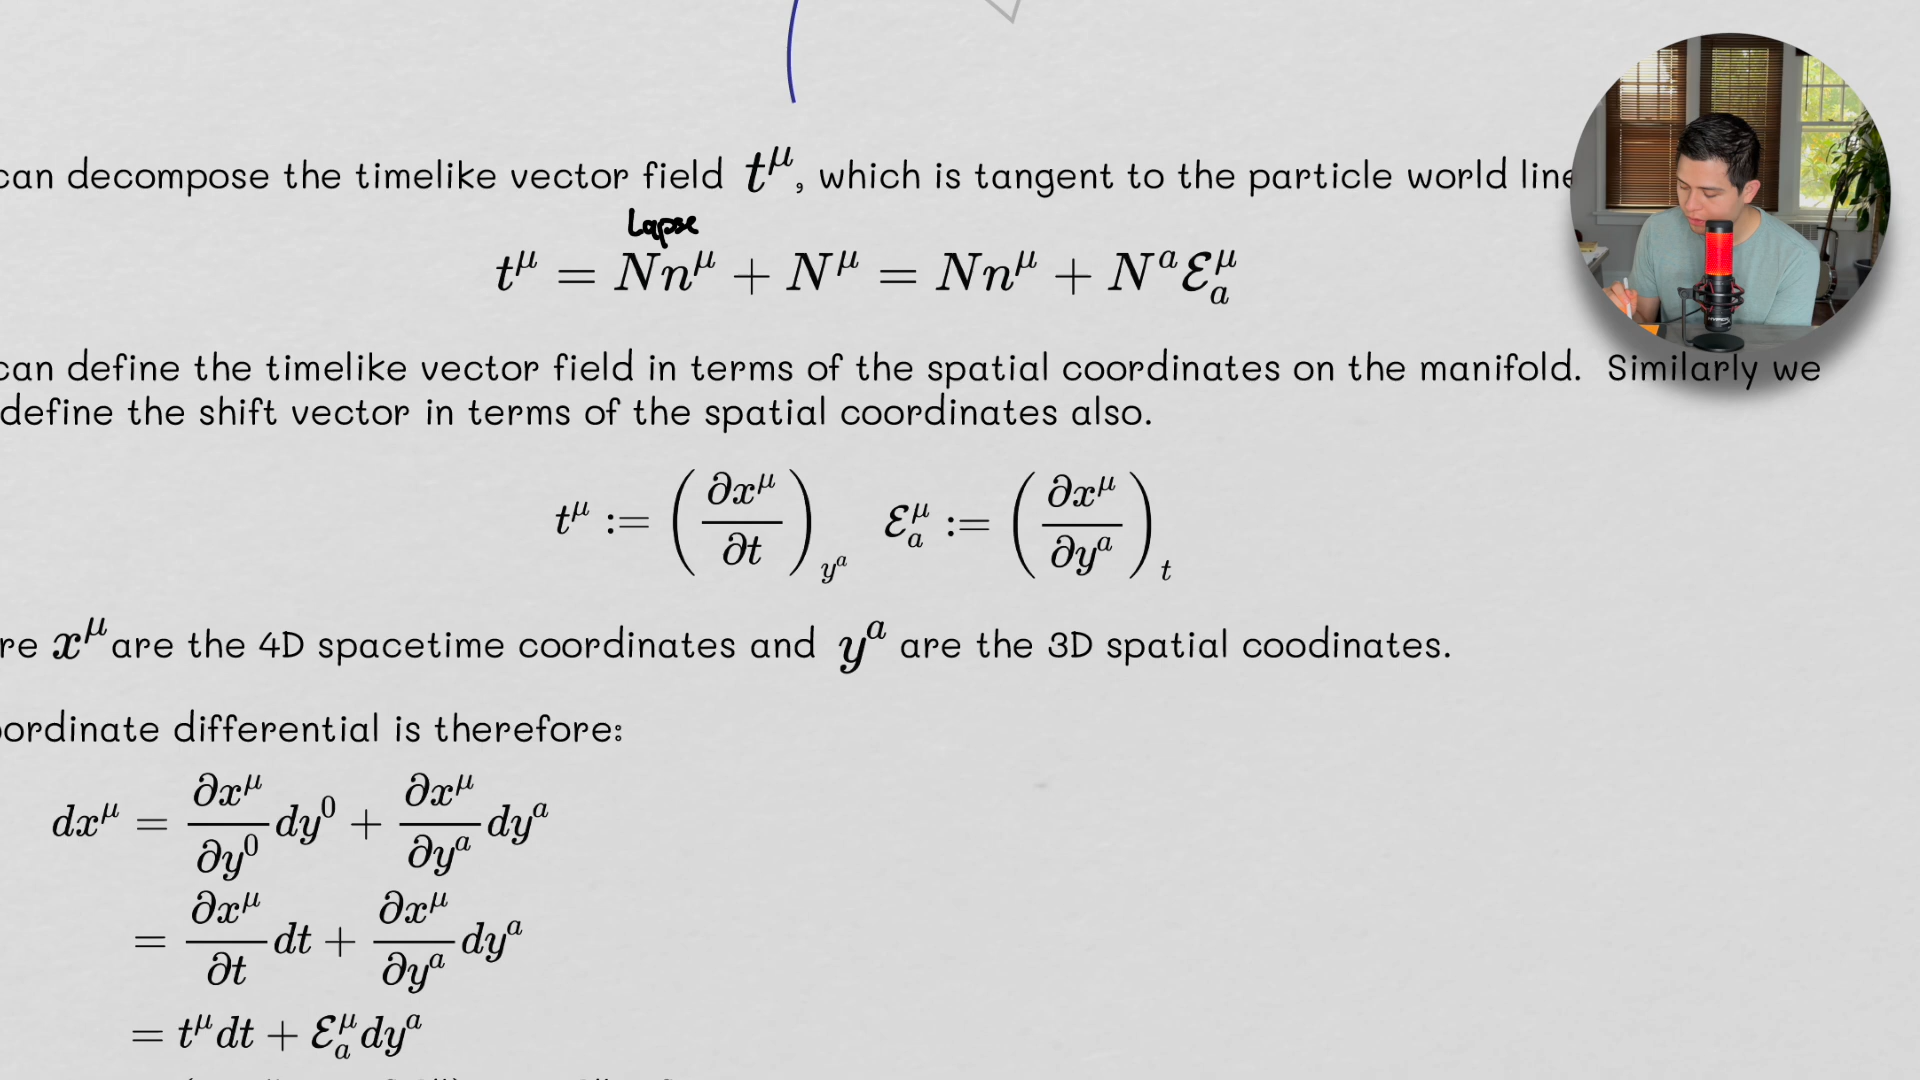 can decompose the timelike vector field t^μ, which is tangent to the particle world line
Lapse
t^μ = Nn^μ + N^μ = Nn^μ + N^a ℰ_a^μ
can define the timelike vector field in terms of the spatial coordinates on the manifold. Similarly we
define the shift vector in terms of the spatial coordinates also.
t^μ := (∂x^μ/∂t)_{y^a} ℰ_a^μ := (∂x^μ/∂y^a)_t
re x^μ are the 4D spacetime coordinates and y^a are the 3D spatial coodinates.
ordinate differential is therefore:
dx^μ = ∂x^μ/∂y^0 dy^0 + ∂x^μ/∂y^a dy^a
= ∂x^μ/∂t dt + ∂x^μ/∂y^a dy^a
= t^μ dt + ℰ_a^μ dy^a